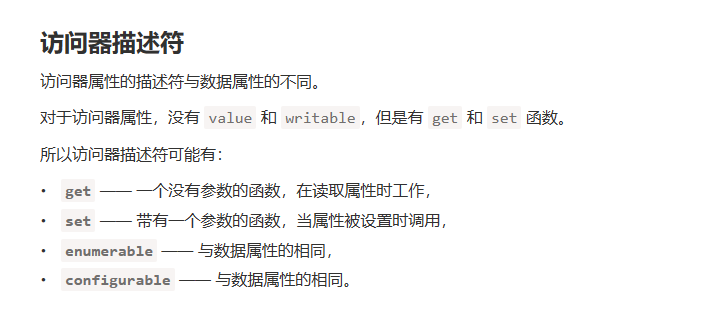 访问器描述符
访问器属性的描述符与数据属性的不同。
对于访问器属性，没有 value 和 writable，但是有 get 和 set 函数。
所以访问器描述符可能有：
• get —— 一个没有参数的函数，在读取属性时工作，
• set —— 带有一个参数的函数，当属性被设置时调用，
• enumerable —— 与数据属性的相同，
• configurable —— 与数据属性的相同。